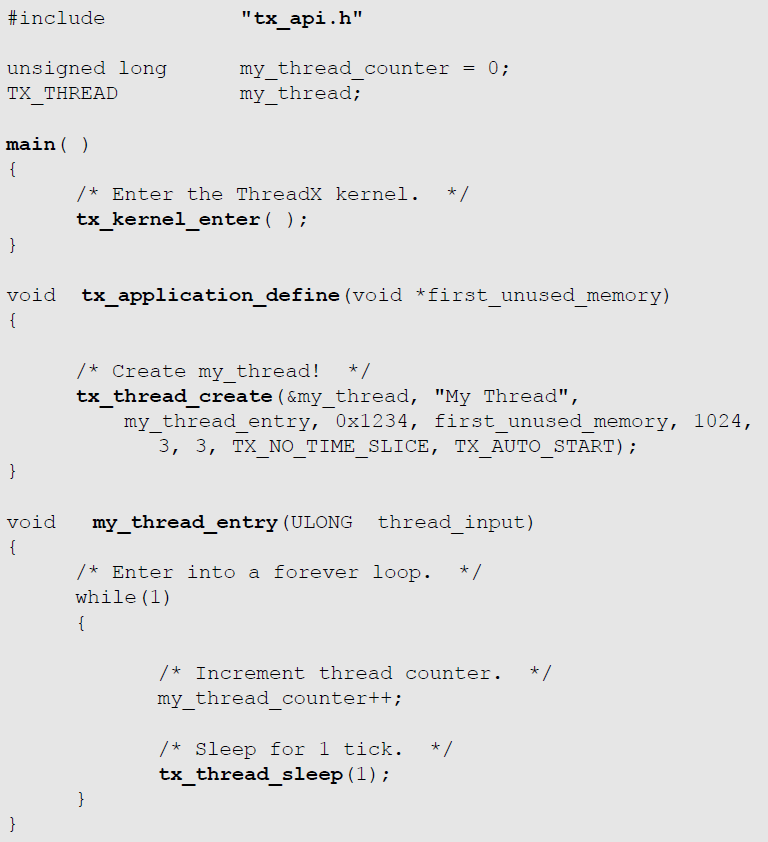 #include "tx_api.h"
unsigned long my_thread_counter = 0;
TX_THREAD my_thread;
main( )
{
/* Enter the ThreadX kernel. */
tx_kernel_enter( );
}
void tx_application_define(void *first_unused_memory)
{
/* Create my_thread! */
tx_thread_create(&my_thread, "My Thread",
my_thread_entry, 0x1234, first_unused_memory, 1024,
3, 3, TX_NO_TIME_SLICE, TX_AUTO_START);
}
void my_thread_entry(ULONG thread_input)
{
/* Enter into a forever loop. */
while(1)
{
/* Increment thread counter. */
my_thread_counter++;
/* Sleep for 1 tick. */
tx_thread_sleep(1);
}
}